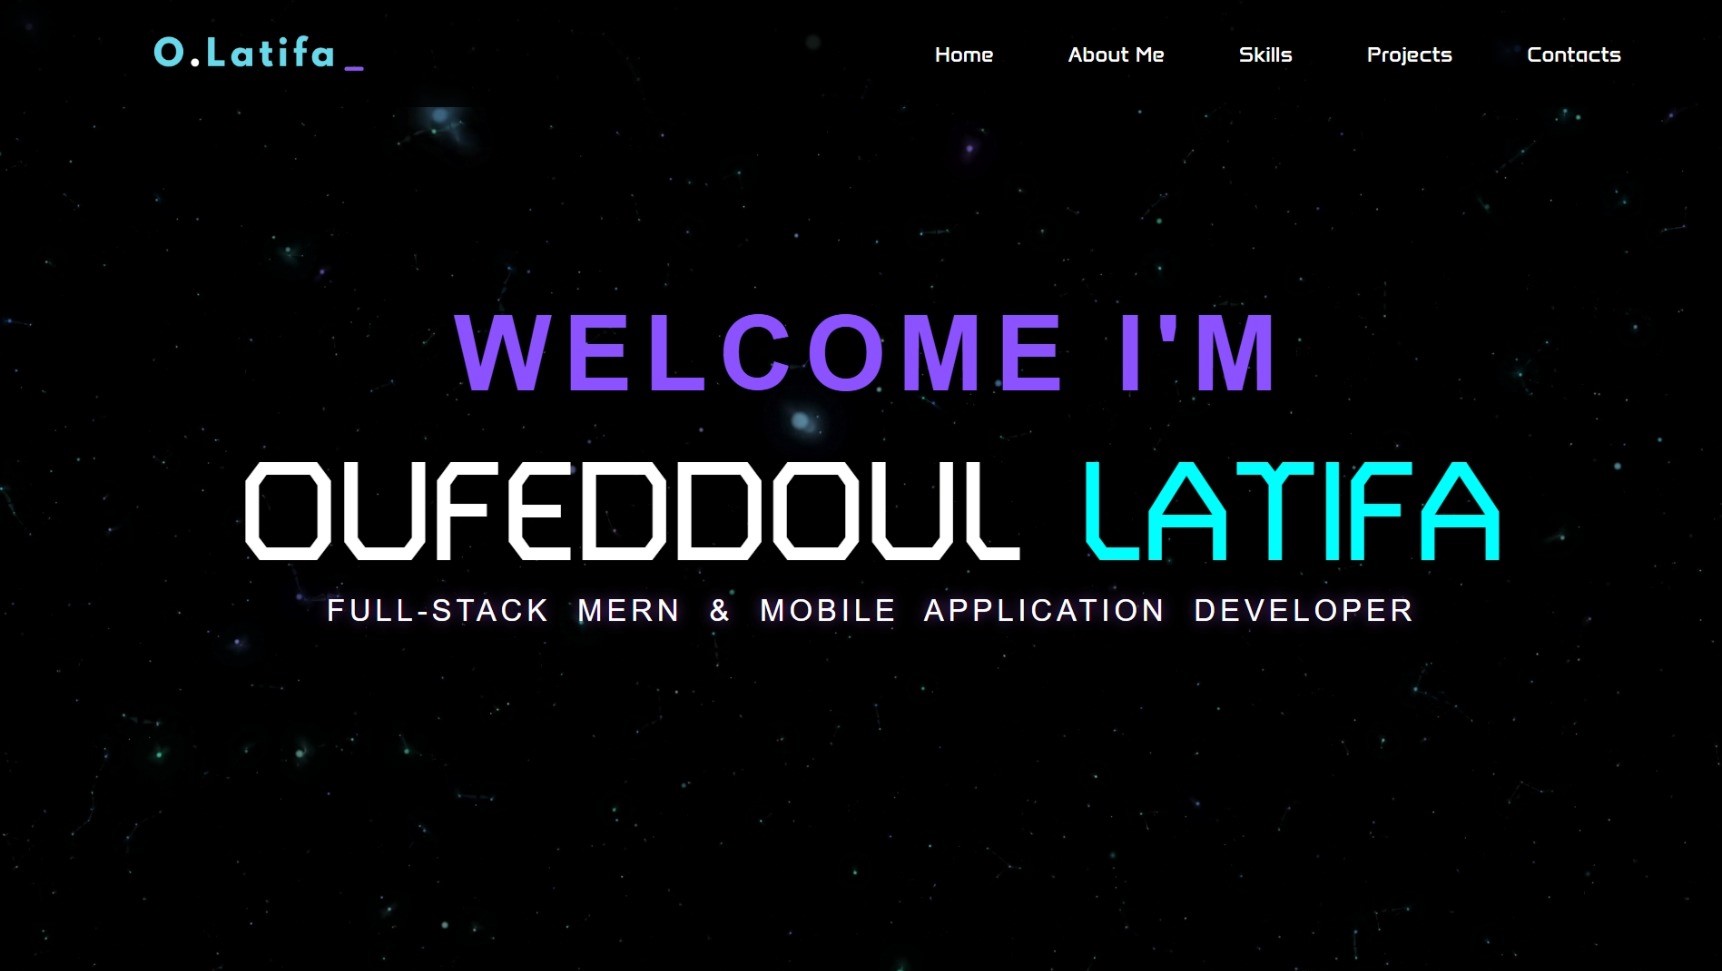 O.Latifa_
Home About Me Skills Projects Contacts
WELCOME I'M
OUFEDDOUL LATIFA
FULL-STACK MERN & MOBILE APPLICATION DEVELOPER